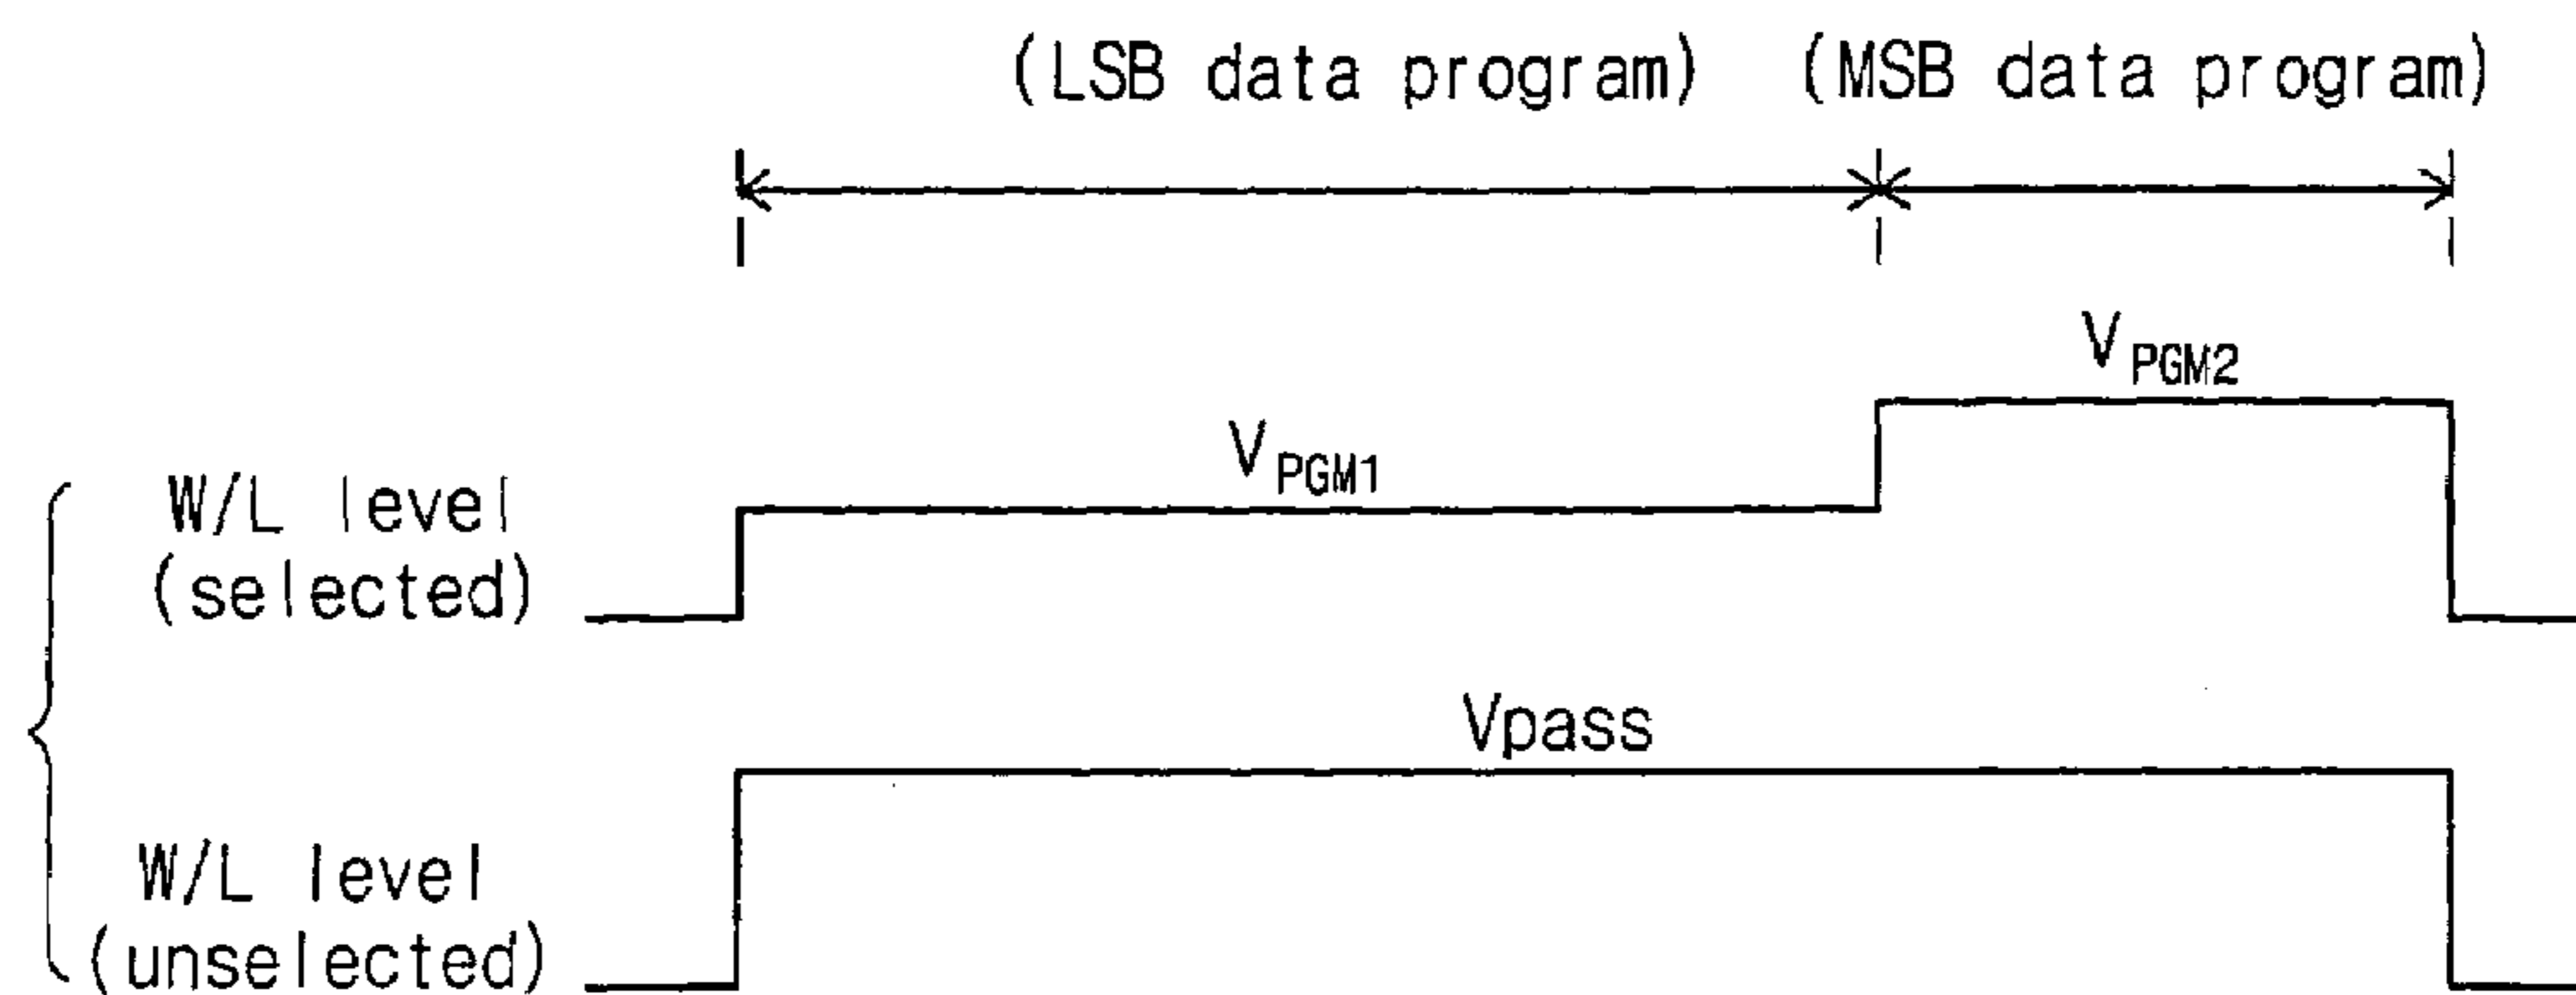 (LSB data program) (MSB data program)
VPGM2
VPGM1
W/L level
(selected)
Vpass
W/L level
(unselected)